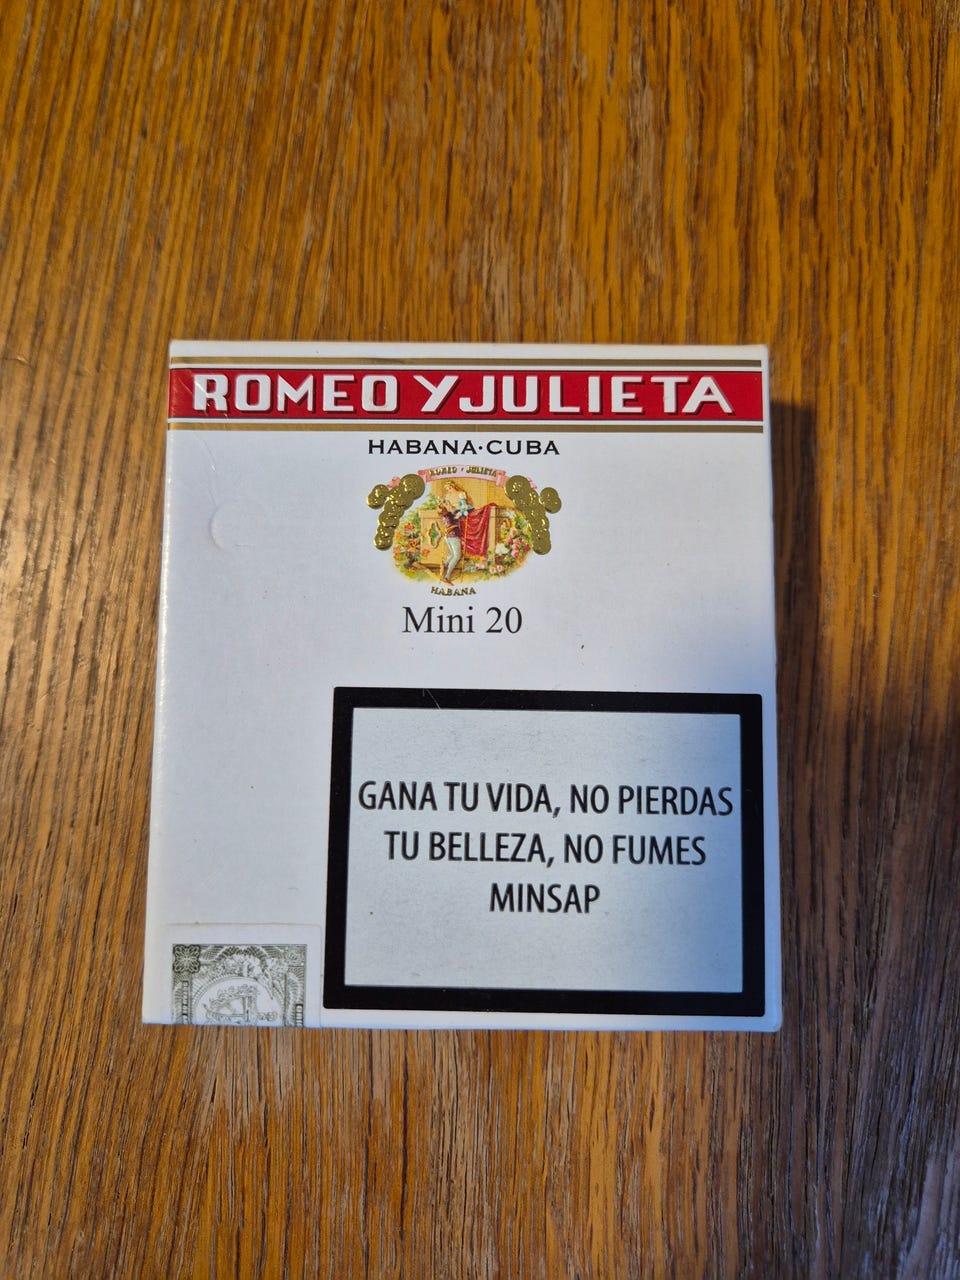 ROMEO Y JULIETA
HABANA·CUBA
ROMEO Y JULIETA
HABANA
Mini 20
GANA TU VIDA, NO PIERDAS
TU BELLEZA, NO FUMES
MINSAP